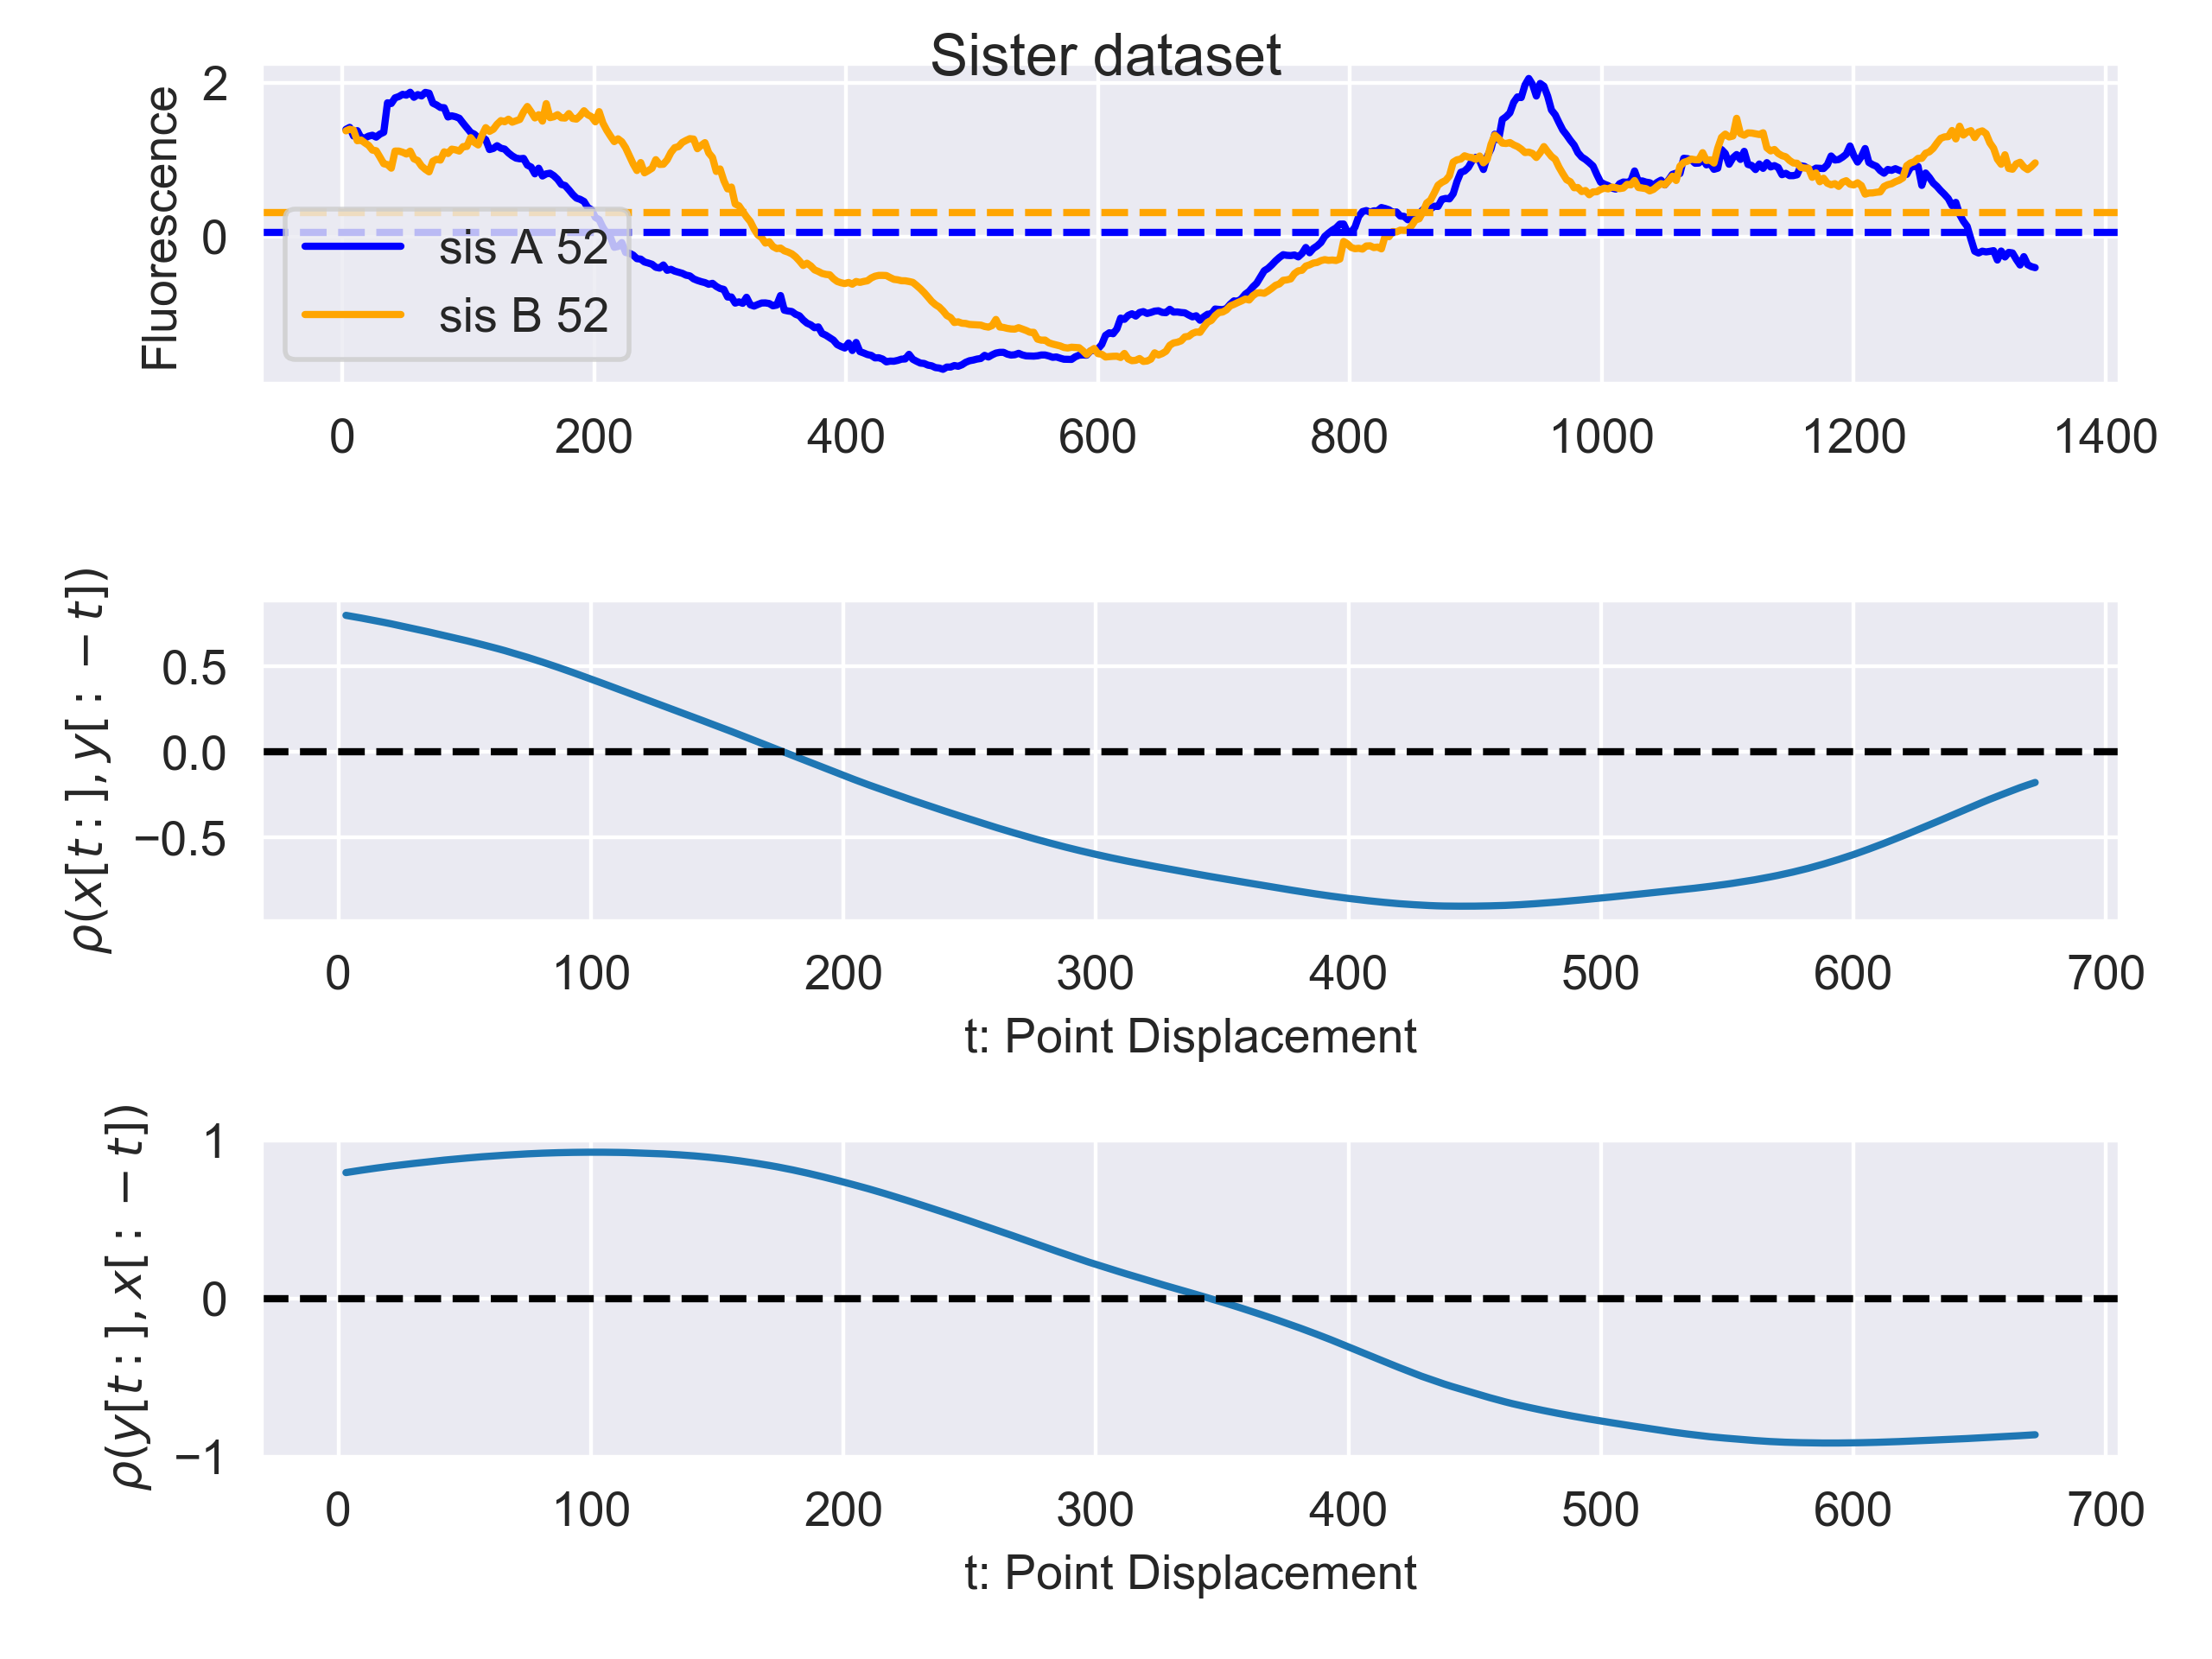 Sister dataset
Fluorescence
2
0
sis A 52
sis B 52
0 200 400 600 800 1000 1200 1400
ρ(x[t:], y[:−t])
0.5
0.0
−0.5
0 100 200 300 400 500 600 700
t: Point Displacement
ρ(y[t:], x[:−t])
1
0
−1
0 100 200 300 400 500 600 700
t: Point Displacement